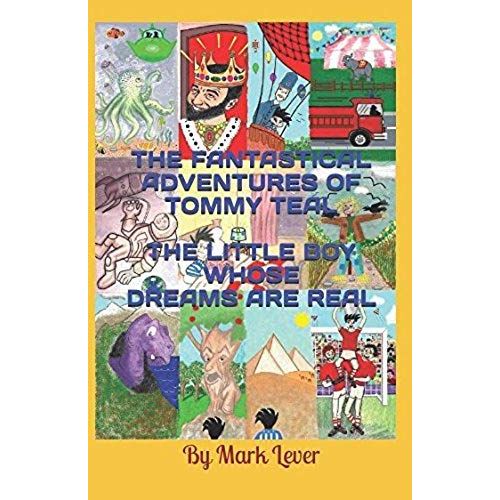 THE FANTASTICAL
ADVENTURES OF
TOMMY TEAL
THE LITTLE BOY
WHOSE
DREAMS ARE REAL
By Mark Lever